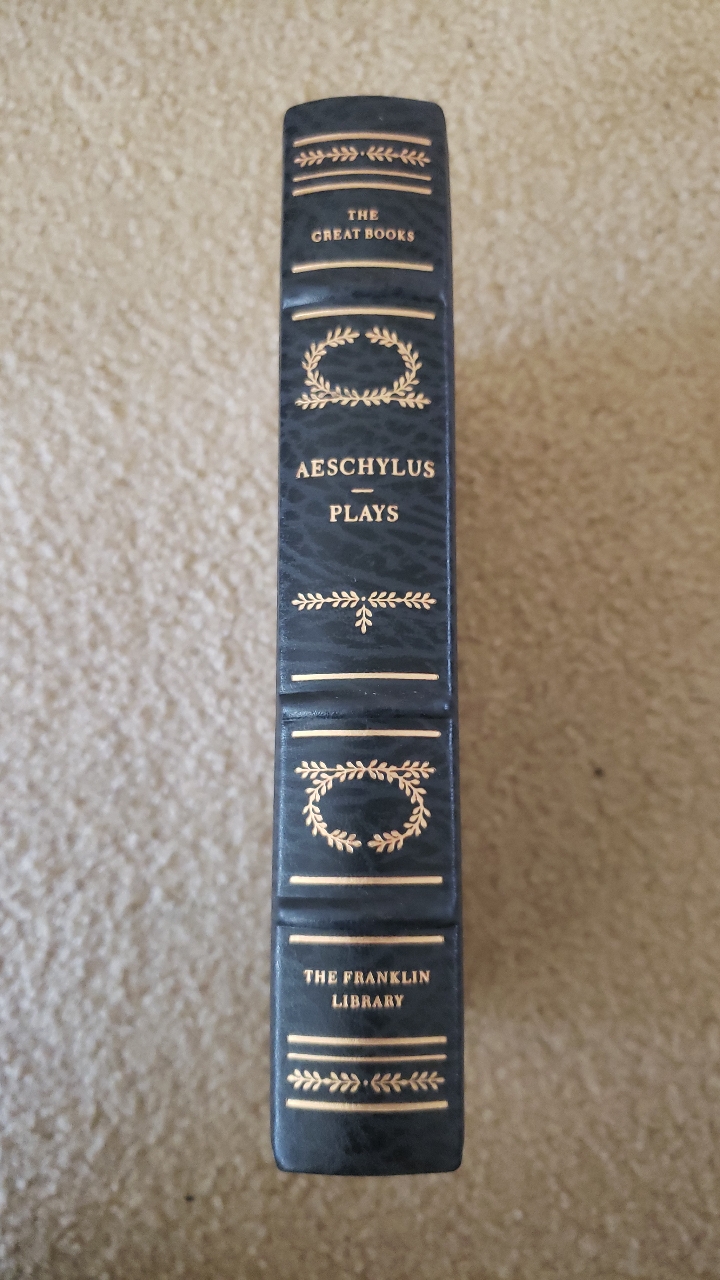 THE
GREAT BOOKS
AESCHYLUS
PLAYS
THE FRANKLIN
LIBRARY